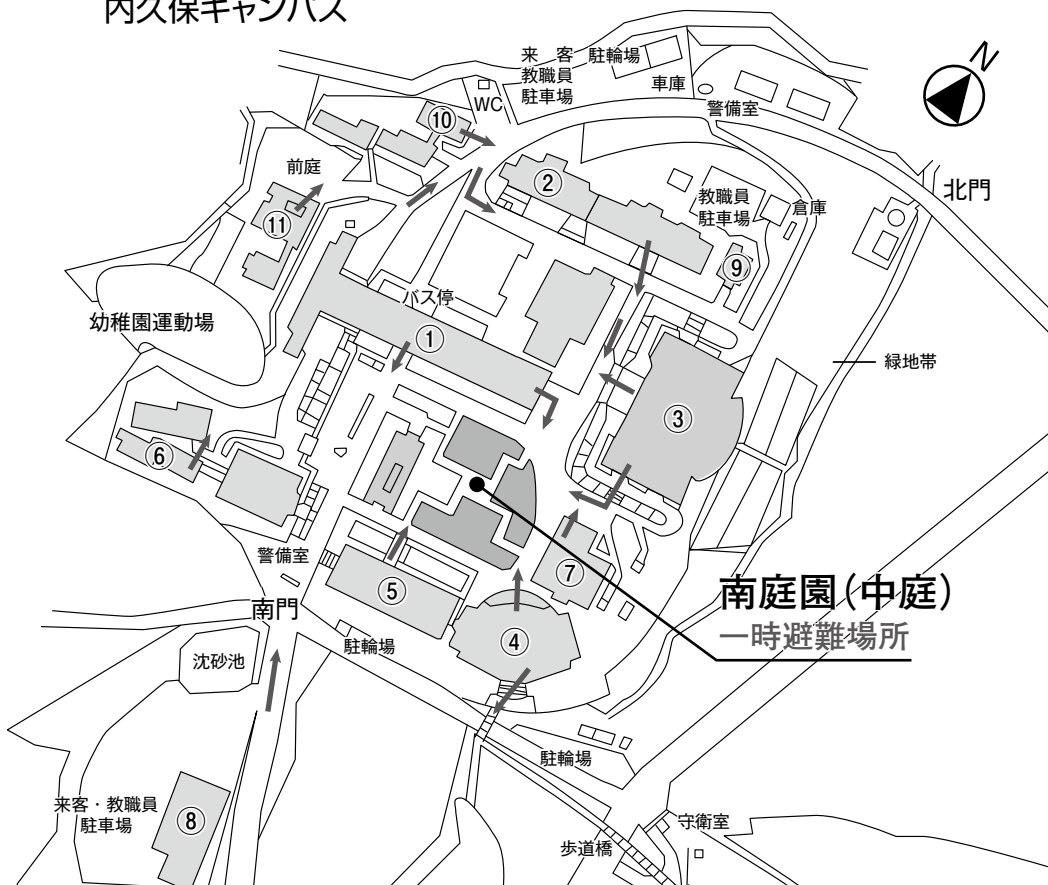 内久保キャンパス
N
来　客
教職員
駐車場
駐輪場
車庫
WC
警備室
⑩
前庭
②
教職員
駐車場
倉庫
北門
⑪
⑨
バス停
幼稚園運動場
①
緑地帯
③
⑥
警備室
⑤
⑦
南庭園（中庭）
一時避難場所
南門
④
駐輪場
沈砂池
駐輪場
来客・教職員
駐車場
⑧
守衛室
歩道橋